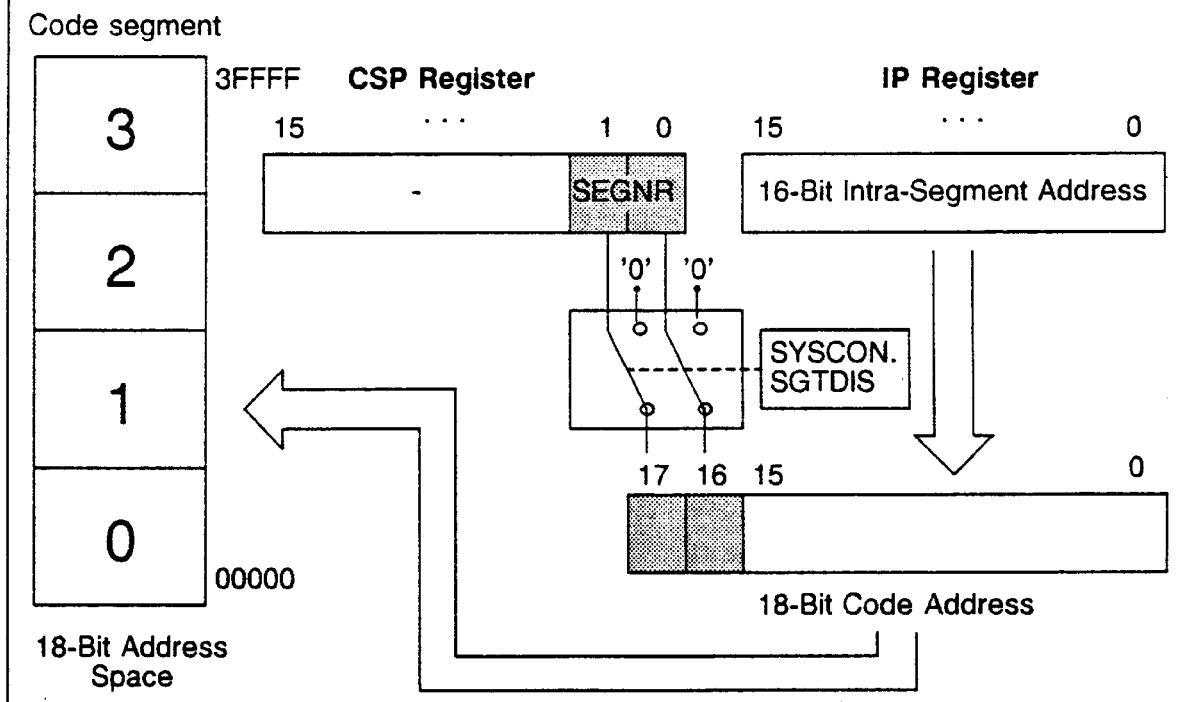 Code segment
3FFFF
CSP Register
IP Register
15 ... 1 0
15 ... 0
3
-
SEGNR
16-Bit Intra-Segment Address
2
'0' '0'
SYSCON.
SGTDIS
1
17 16 15 0
0
00000
18-Bit Code Address
18-Bit Address
Space